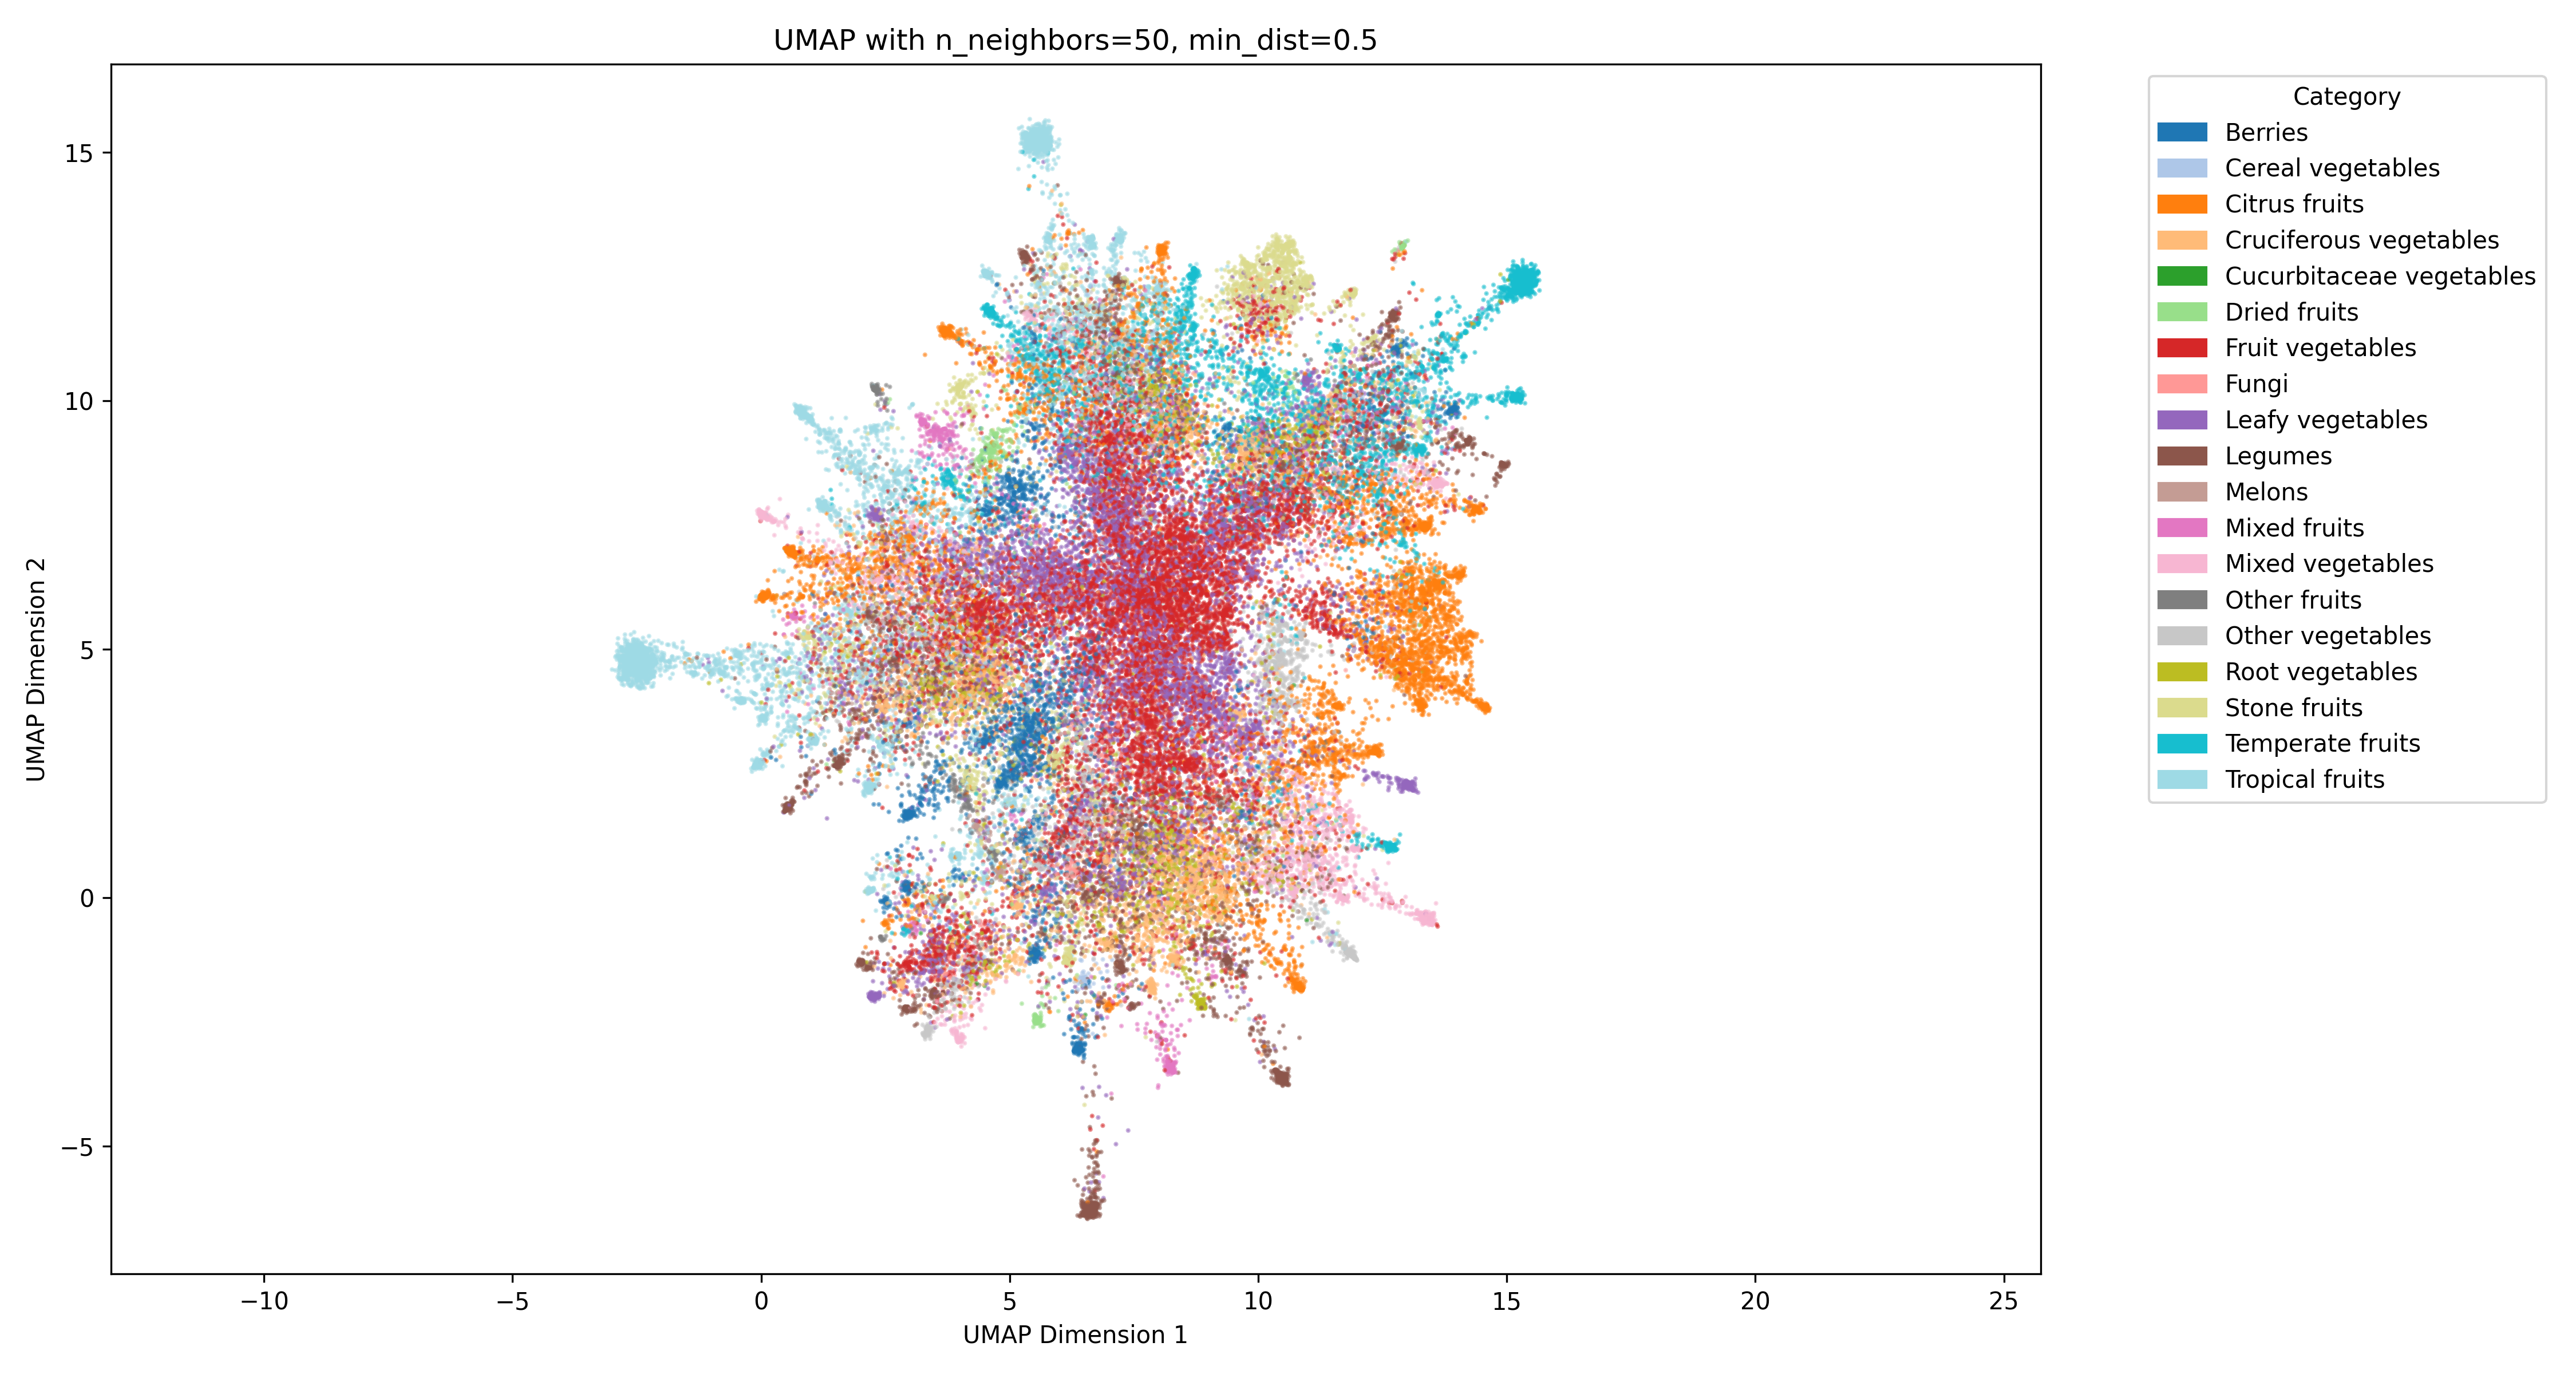 UMAP with n_neighbors=50, min_dist=0.5
UMAP Dimension 2
15
10
5
0
−5
−10
−5
0
5
10
15
20
25
UMAP Dimension 1
Category
Berries
Cereal vegetables
Citrus fruits
Cruciferous vegetables
Cucurbitaceae vegetables
Dried fruits
Fruit vegetables
Fungi
Leafy vegetables
Legumes
Melons
Mixed fruits
Mixed vegetables
Other fruits
Other vegetables
Root vegetables
Stone fruits
Temperate fruits
Tropical fruits